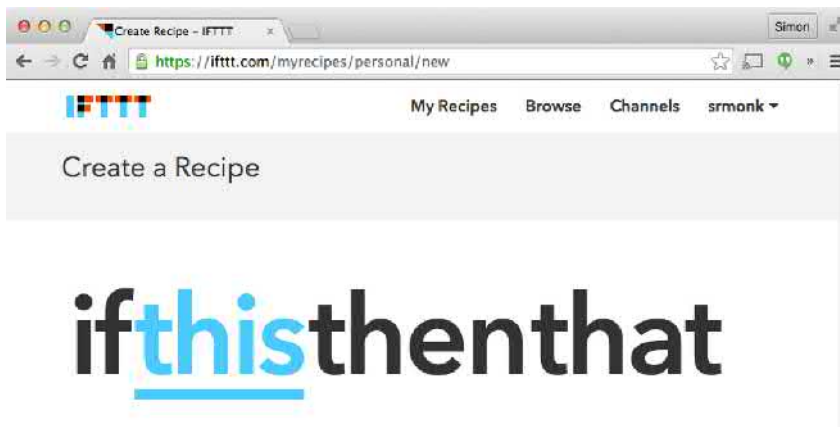 Create Recipe - IFTTT
Simon
https://ifttt.com/myrecipes/personal/new
IFTTT
My Recipes Browse Channels srmonk
Create a Recipe
ifthisthenthat